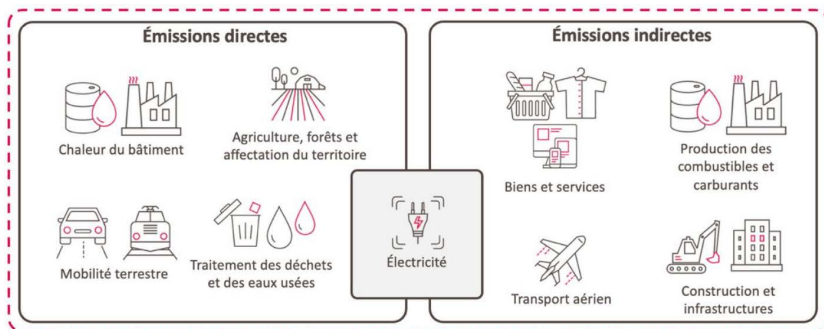 Émissions directes
Chaleur du bâtiment
Agriculture, forêts et
affectation du territoire
Mobilité terrestre
Traitement des déchets
et des eaux usées
Électricité
Émissions indirectes
Biens et services
Production des
combustibles et
carburants
Transport aérien
Construction et
infrastructures